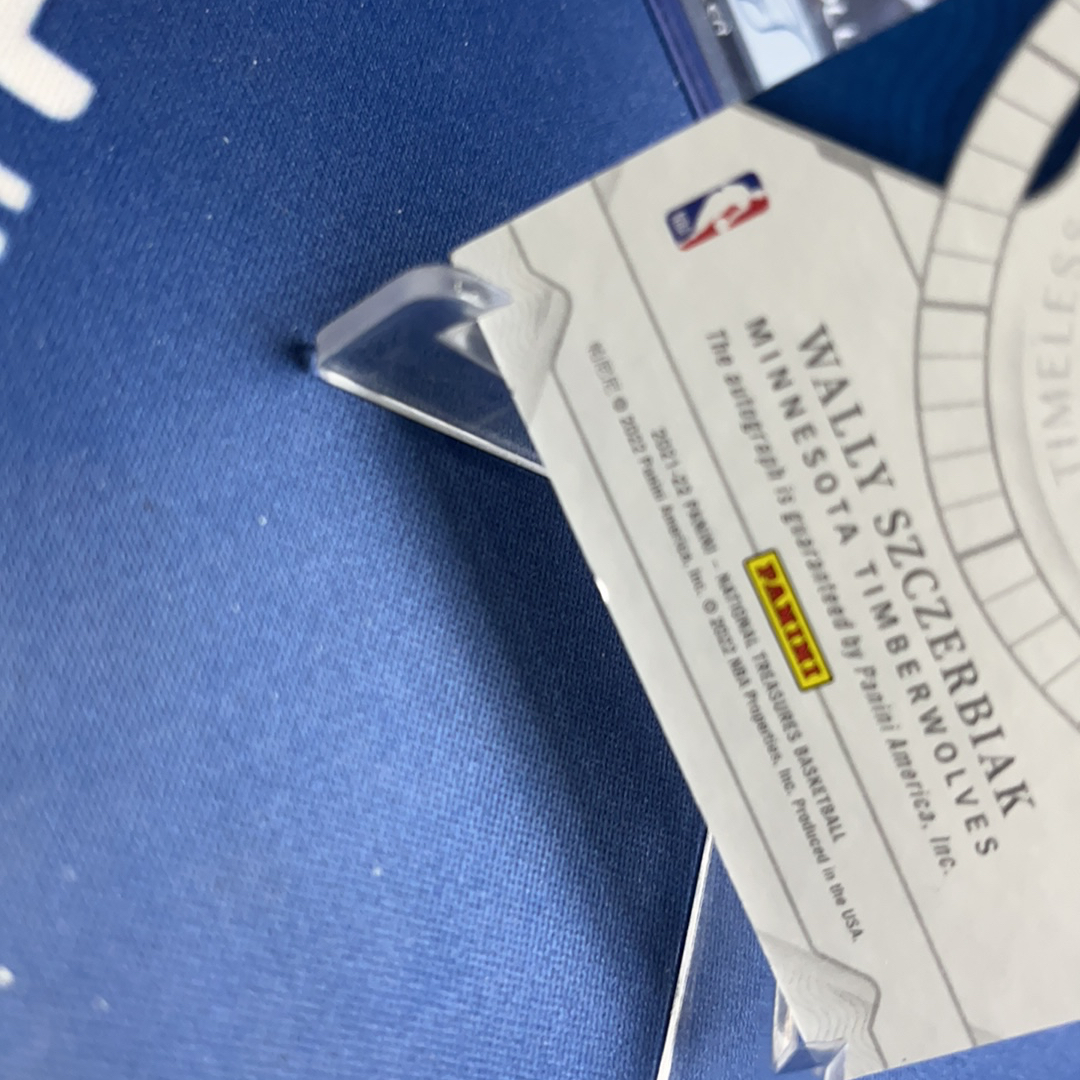 TIMELESS
WALLY SZCZERBIAK
MINNESOTA TIMBERWOLVES
The autograph is guaranteed by Panini America, Inc.
PANINI
2021-22 PANINI – NATIONAL TREASURES BASKETBALL
© 2022 Panini America, Inc. © 2022 NBA Properties, Inc. Produced in the USA.